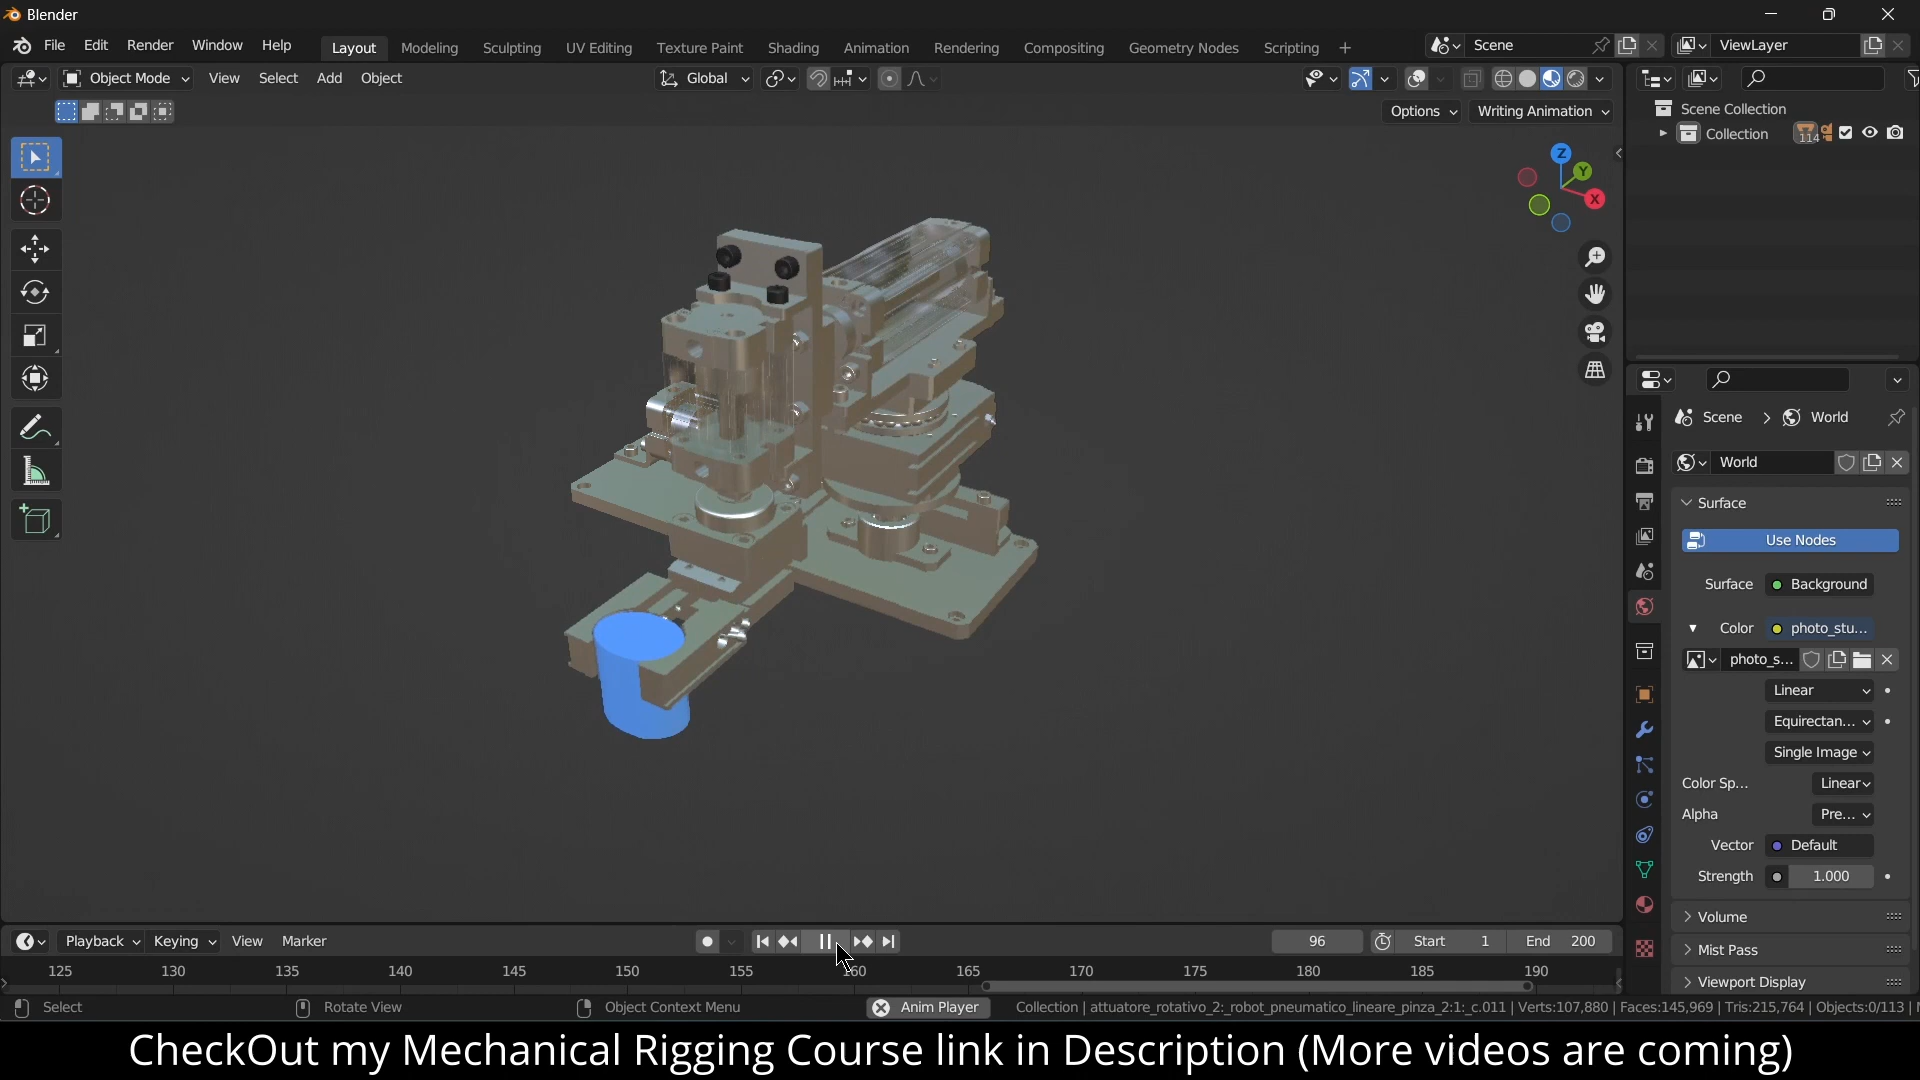 Blender
File Edit Render Window Help Layout Modeling Sculpting UV Editing Texture Paint Shading Animation Rendering Compositing Geometry Nodes Scripting + Scene ViewLayer
Object Mode View Select Add Object Global
Options Writing Animation
Scene Collection
Collection 114
Z
Y
X
Scene > World
World
Surface
Use Nodes
Surface Background
Color photo_stu...
photo_s...
Linear
Equirectan...
Single Image
Color Sp... Linear
Alpha Pre...
Vector Default
Strength 1.000
Volume
Mist Pass
Viewport Display
Playback Keying View Marker 96 Start 1 End 200
125 130 135 140 145 150 155 160 165 170 175 180 185 190
Select Rotate View Object Context Menu Anim Player Collection | attuatore_rotativo_2:_robot_pneumatico_lineare_pinza_2:1:_c.011 | Verts:107,880 | Faces:145,969 | Tris:215,764 | Objects:0/113 |
CheckOut my Mechanical Rigging Course link in Description (More videos are coming)